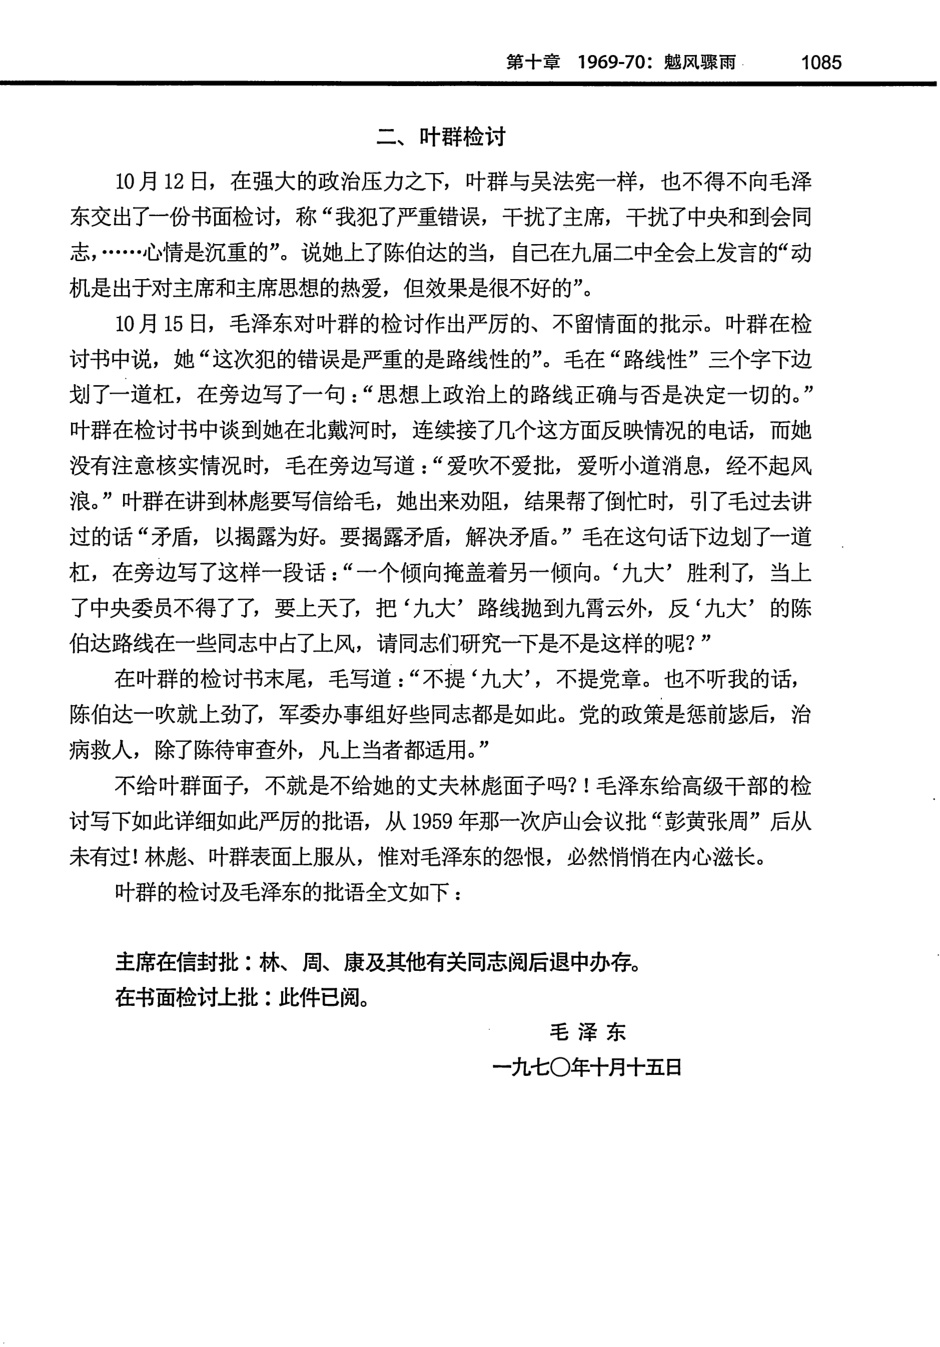 第十章 1969-70：魆风骤雨 1085
二、叶群检讨
10月12日，在强大的政治压力之下，叶群与吴法宪一样，也不得不向毛泽
东交出了一份书面检讨，称“我犯了严重错误，干扰了主席，干扰了中央和到会同
志，……心情是沉重的”。说她上了陈伯达的当，自己在九届二中全会上发言的“动
机是出于对主席和主席思想的热爱，但效果是很不好的”。
10月15日，毛泽东对叶群的检讨作出严厉的、不留情面的批示。叶群在检
讨书中说，她“这次犯的错误是严重的是路线性的”。毛在“路线性”三个字下边
划了一道杠，在旁边写了一句：“思想上政治上的路线正确与否是决定一切的。”
叶群在检讨书中谈到她在北戴河时，连续接了几个这方面反映情况的电话，而她
没有注意核实情况时，毛在旁边写道：“爱吹不爱批，爱听小道消息，经不起风
浪。”叶群在讲到林彪要写信给毛，她出来劝阻，结果帮了倒忙时，引了毛过去讲
过的话“矛盾，以揭露为好。要揭露矛盾，解决矛盾。”毛在这句话下边划了一道
杠，在旁边写了这样一段话：“一个倾向掩盖着另一倾向。‘九大’胜利了，当上
了中央委员不得了了，要上天了，把‘九大’路线抛到九霄云外，反‘九大’的陈
伯达路线在一些同志中占了上风，请同志们研究一下是不是这样的呢？”
在叶群的检讨书末尾，毛写道：“不提‘九大’，不提党章。也不听我的话，
陈伯达一吹就上劲了，军委办事组好些同志都是如此。党的政策是惩前毖后，治
病救人，除了陈待审查外，凡上当者都适用。”
不给叶群面子，不就是不给她的丈夫林彪面子吗？！毛泽东给高级干部的检
讨写下如此详细如此严厉的批语，从1959年那一次庐山会议批“彭黄张周”后从
未有过！林彪、叶群表面上服从，惟对毛泽东的怨恨，必然悄悄在内心滋长。
叶群的检讨及毛泽东的批语全文如下：
主席在信封批：林、周、康及其他有关同志阅后退中办存。
在书面检讨上批：此件已阅。
毛泽东
一九七〇年十月十五日